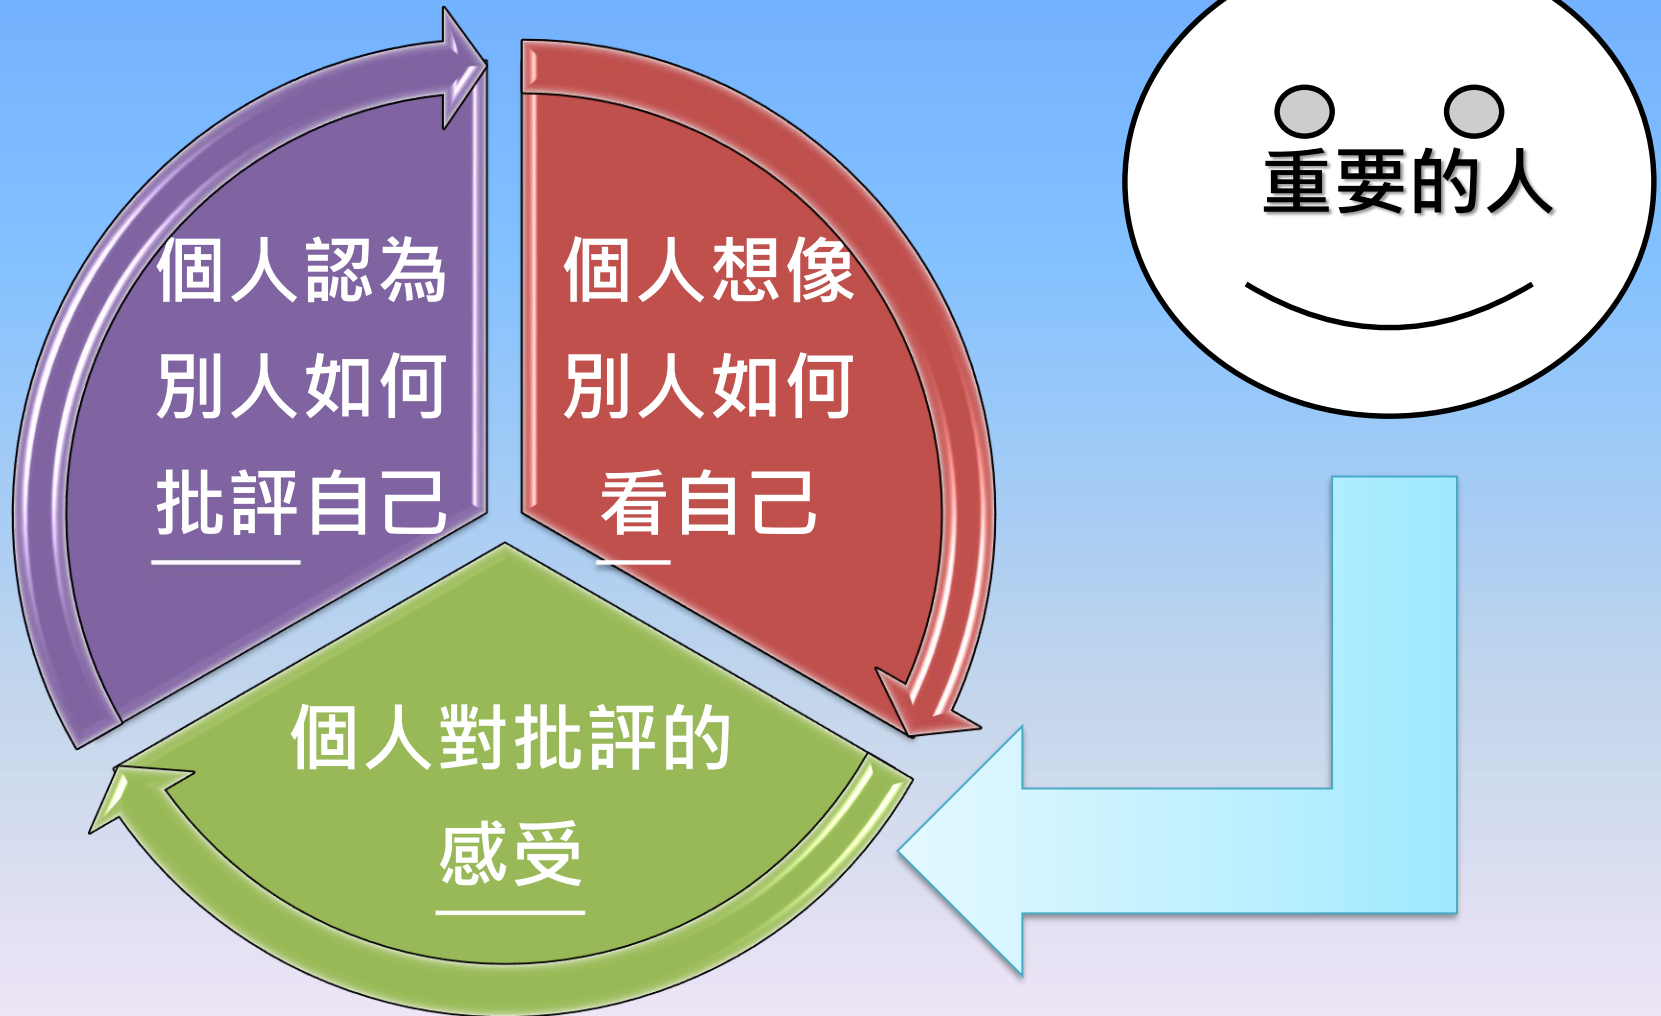 重要的人
個人認為
別人如何
批評自己
個人想像
別人如何
看自己
個人對批評的
感受